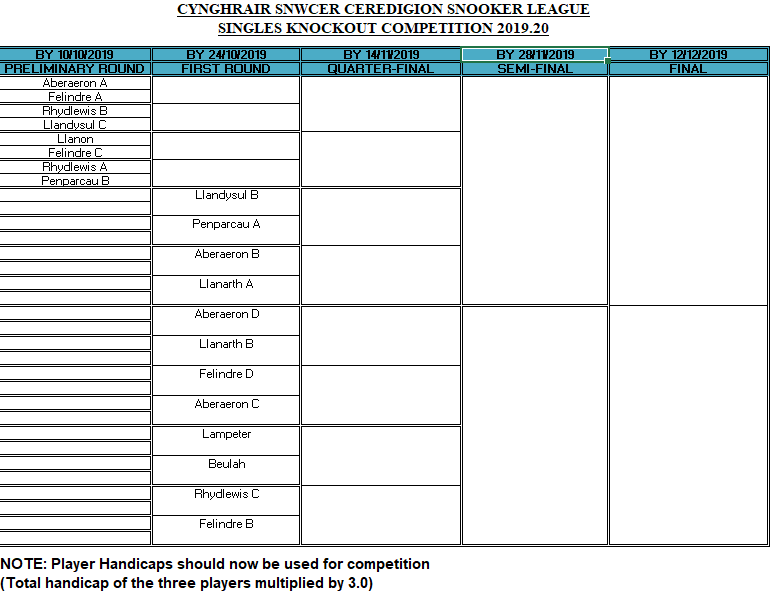 CYNGHRAIR SNWCER CEREDIGION SNOOKER LEAGUE
SINGLES KNOCKOUT COMPETITION 2019.20
BY 10/10/2019 BY 24/10/2019 BY 14/11/2019 BY 28/11/2019 BY 12/12/2019
PRELIMINARY ROUND FIRST ROUND QUARTER-FINAL SEMI-FINAL FINAL
Aberaeron A
Felindre A
Rhydlewis B
Llandysul C
Llanon
Felindre C
Rhydlewis A
Penparcau B
Llandysul B
Penparcau A
Aberaeron B
Llanarth A
Aberaeron D
Llanarth B
Felindre D
Aberaeron C
Lampeter
Beulah
Rhydlewis C
Felindre B
NOTE: Player Handicaps should now be used for competition
(Total handicap of the three players multiplied by 3.0)